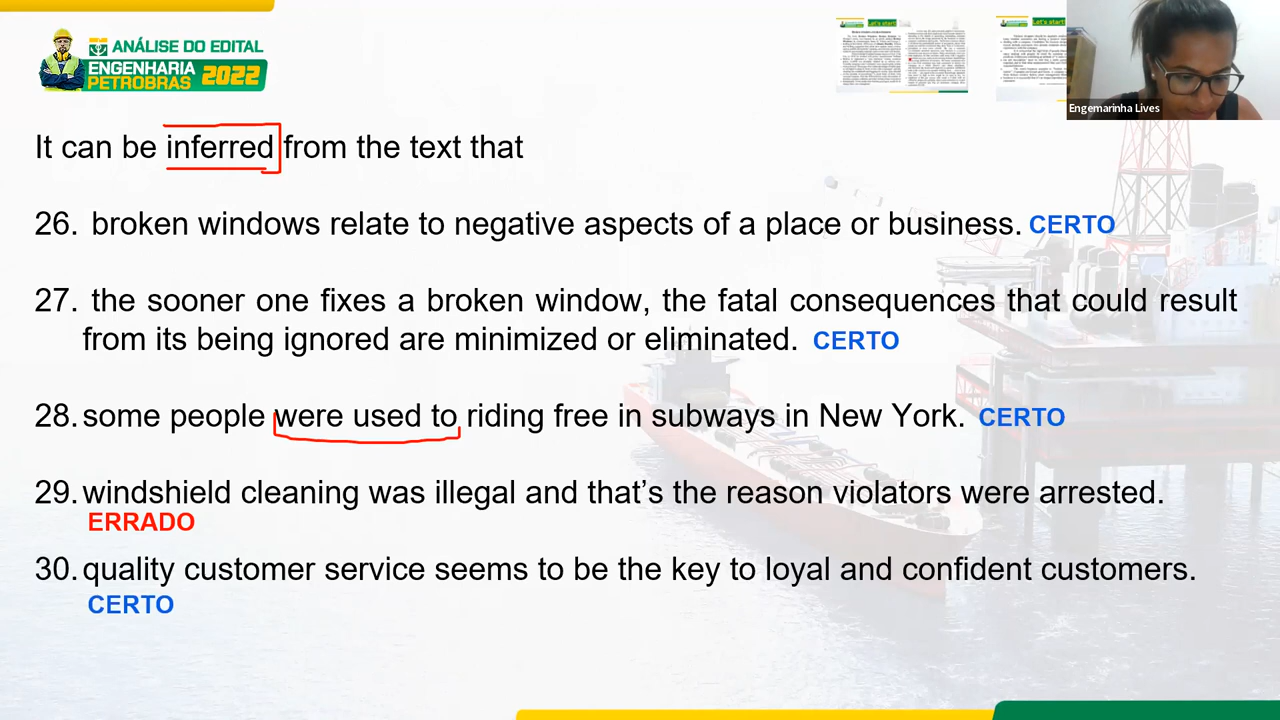 ANÁLISE DO EDITAL
ENGENHARIA
PETROBRAS 2022
Let's start!
Let's start!
Engemarinha Lives
It can be inferred from the text that
26. broken windows relate to negative aspects of a place or business. CERTO
27. the sooner one fixes a broken window, the fatal consequences that could result
from its being ignored are minimized or eliminated. CERTO
28. some people were used to riding free in subways in New York. CERTO
29. windshield cleaning was illegal and that’s the reason violators were arrested.
ERRADO
30. quality customer service seems to be the key to loyal and confident customers.
CERTO